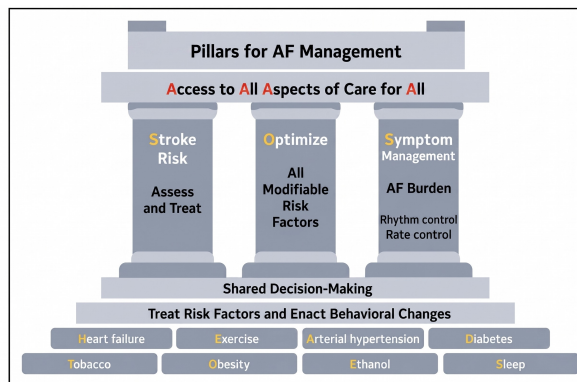 Pillars for AF Management
Access to All Aspects of Care for All
Stroke
Risk
Assess
and Treat
Optimize
All
Modifiable
Risk
Factors
Symptom
Management
AF Burden
Rhythm control
Rate control
Shared Decision-Making
Treat Risk Factors and Enact Behavioral Changes
Heart failure
Exercise
Arterial hypertension
Diabetes
Tobacco
Obesity
Ethanol
Sleep